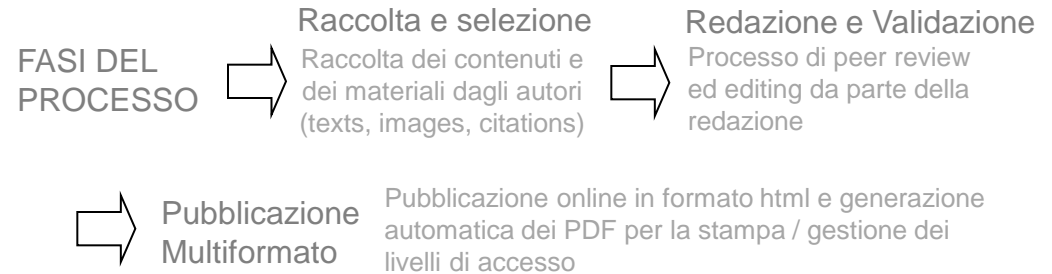 FASI DEL
PROCESSO
Raccolta e selezione
Raccolta dei contenuti e
dei materiali dagli autori
(texts, images, citations)
Redazione e Validazione
Processo di peer review
ed editing da parte della
redazione
Pubblicazione
Multiformato
Pubblicazione online in formato html e generazione
automatica dei PDF per la stampa / gestione dei
livelli di accesso